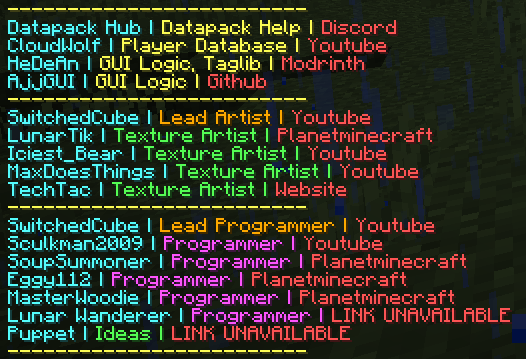 -------------------------
Datapack Hub | Datapack Help | Discord
CloudWolf | Player Database | Youtube
HeDeAn | GUI Logic, Taglib | Modrinth
AjjGUI | GUI Logic | Github
-------------------------
SwitchedCube | Lead Artist | Youtube
LunarTik | Texture Artist | Planetminecraft
Iciest_Bear | Texture Artist | Youtube
MaxDoesThings | Texture Artist | Youtube
TechTac | Texture Artist | Website
-------------------------
SwitchedCube | Lead Programmer | Youtube
Sculkman2009 | Programmer | Youtube
SoupSummoner | Programmer | Planetminecraft
Eggy112 | Programmer | Planetminecraft
MasterWoodie | Programmer | Planetminecraft
Lunar Wanderer | Programmer | LINK UNAVAILABLE
Puppet | Ideas | LINK UNAVAILABLE
-------------------------